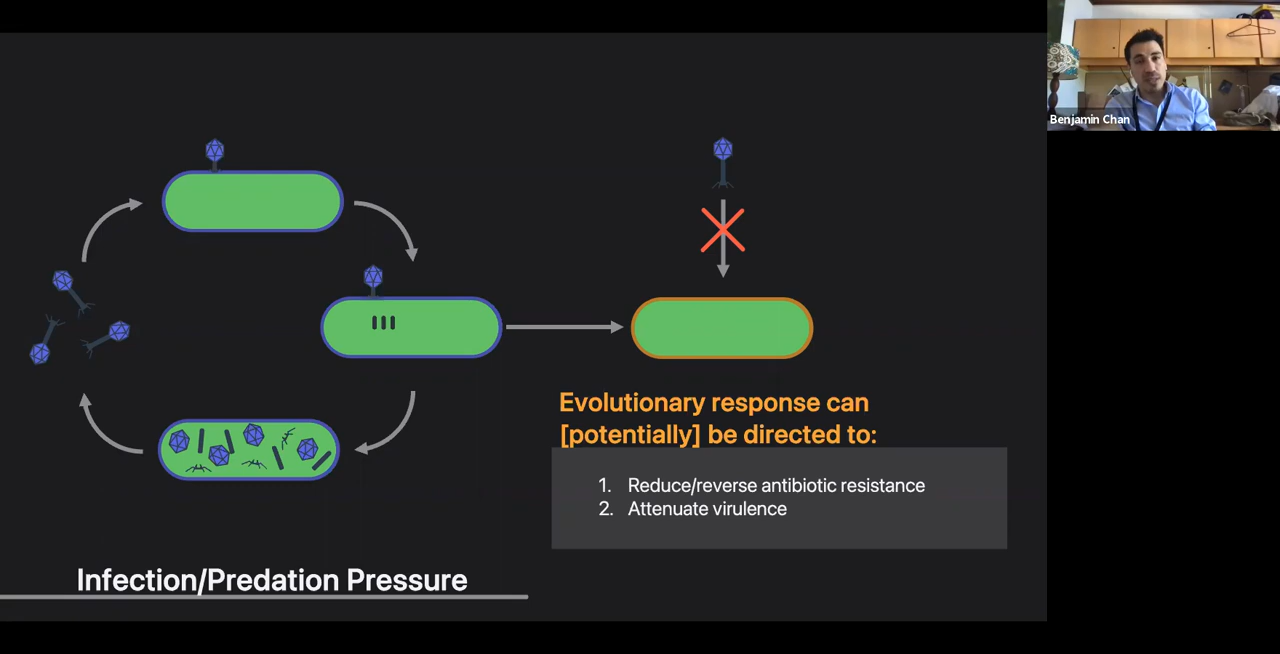 Benjamin Chan
Evolutionary response can
[potentially] be directed to:
1. Reduce/reverse antibiotic resistance
2. Attenuate virulence
Infection/Predation Pressure